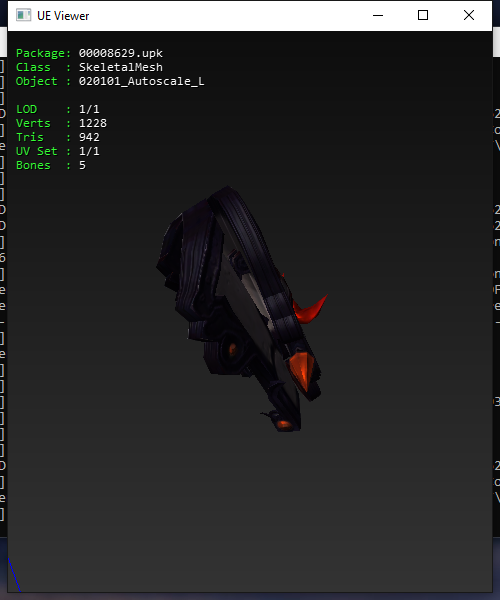 UE Viewer
Package: 00008629.upk
Class  : SkeletalMesh
Object : 020101_Autoscale_L
LOD    : 1/1
Verts  : 1228
Tris   : 942
UV Set : 1/1
Bones  : 5